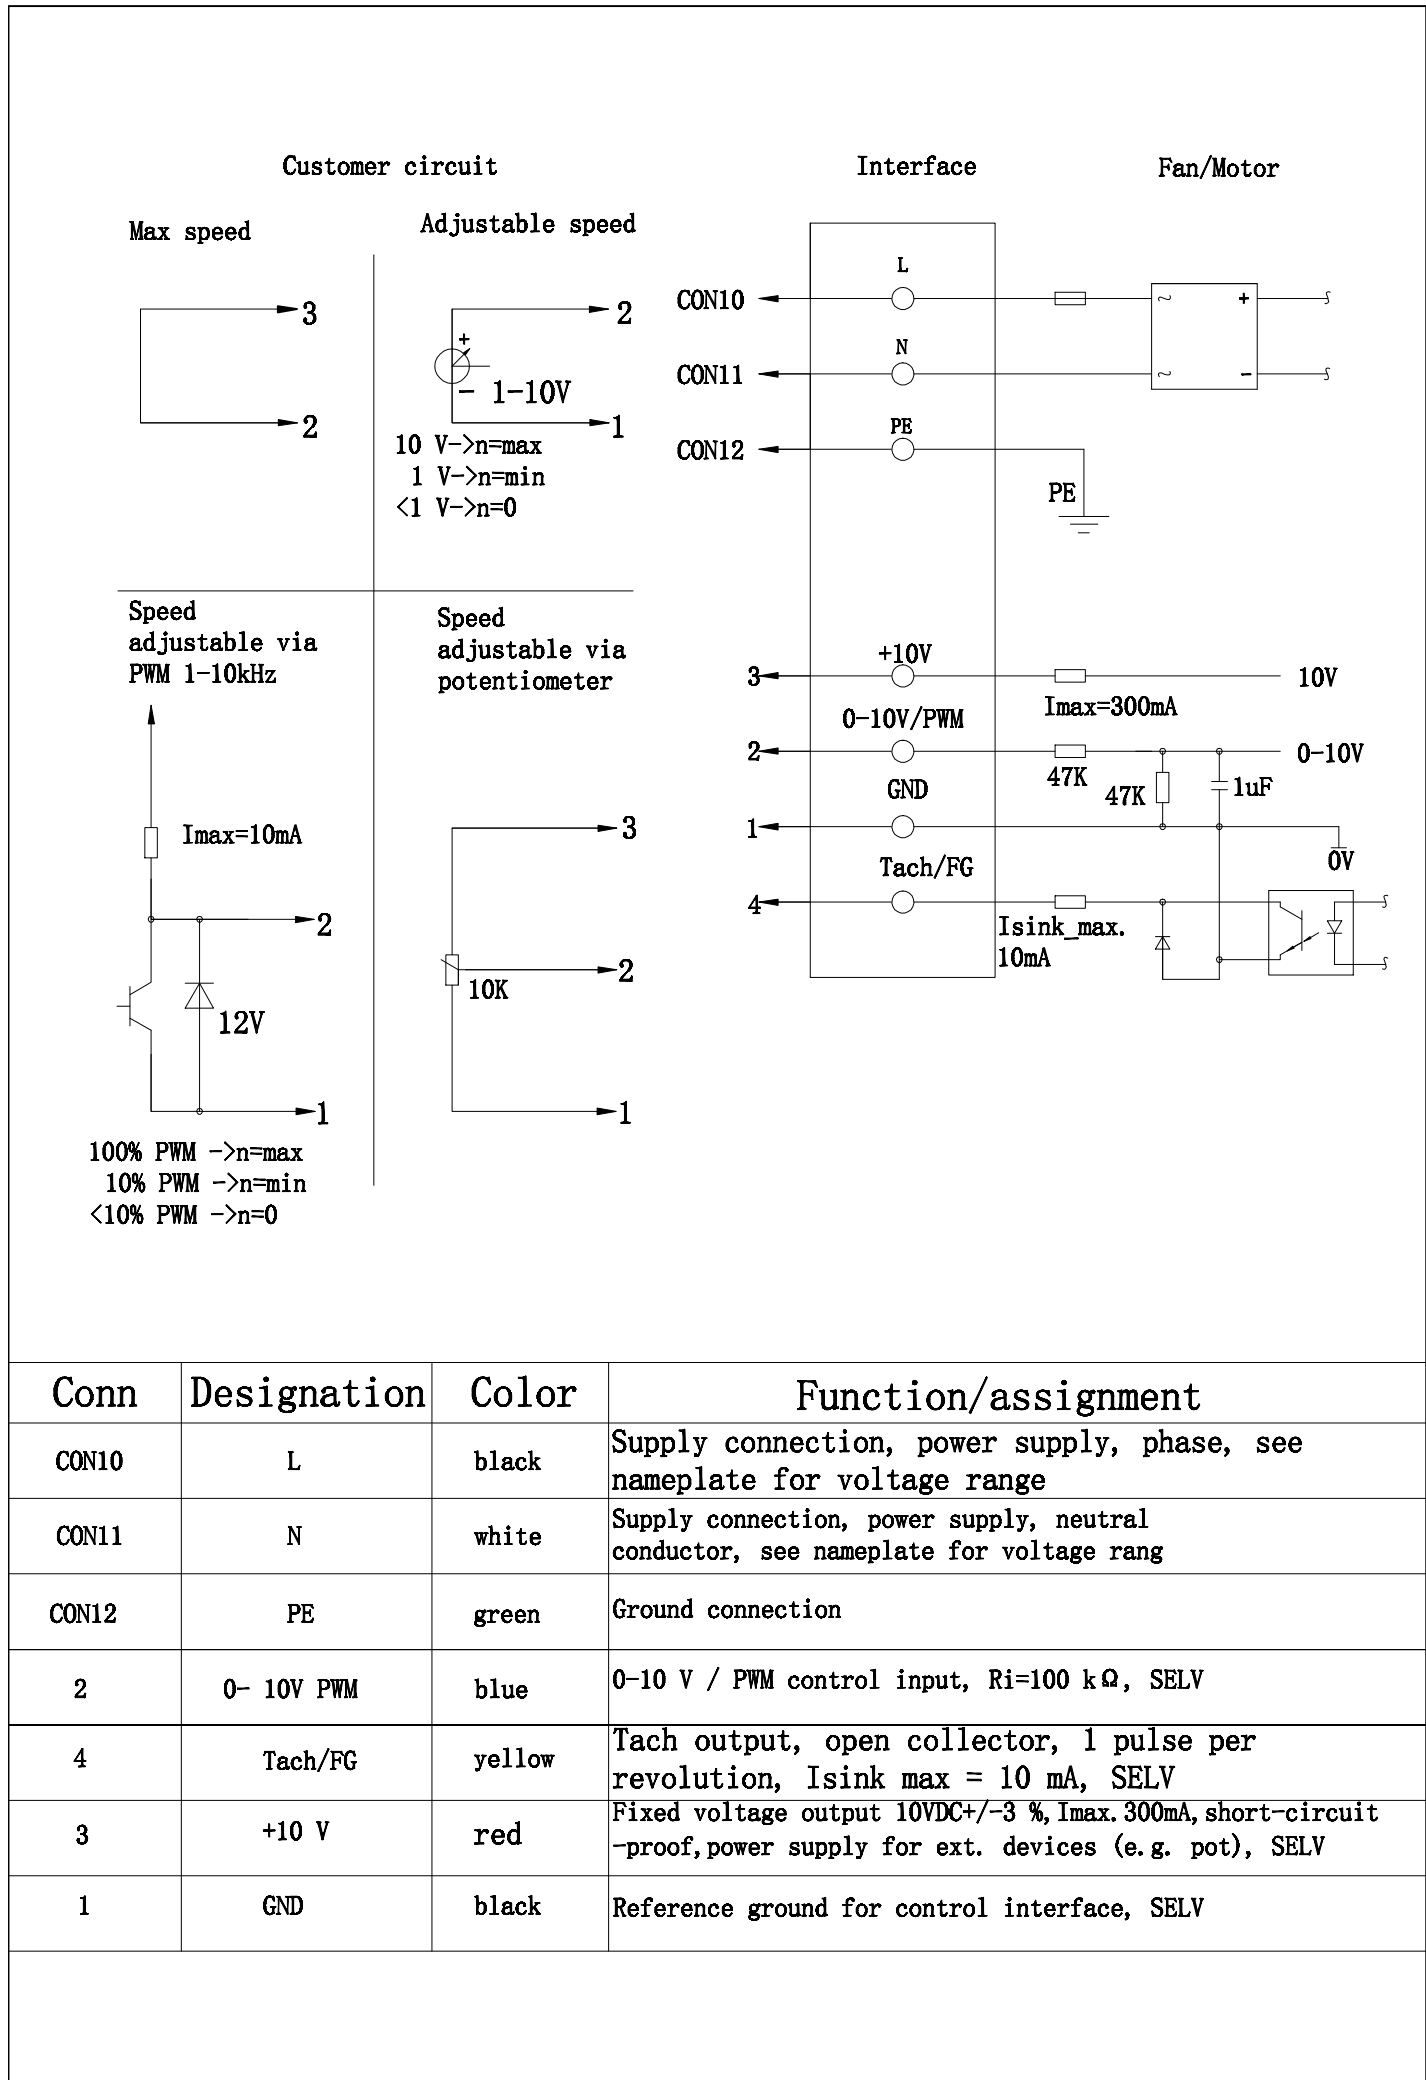 Customer circuit
Interface
Fan/Motor
Max speed
3
2
Adjustable speed
2
+
- 1-10V
1
10 V->n=max
1 V->n=min
<1 V->n=0
Speed
adjustable via
PWM 1-10kHz
Imax=10mA
2
12V
1
100% PWM ->n=max
10% PWM ->n=min
<10% PWM ->n=0
Speed
adjustable via
potentiometer
3
2
10K
1
L
CON10
~ +
N
CON11
~ -
PE
CON12
PE
+10V
3
10V
Imax=300mA
0-10V/PWM
2
0-10V
47K
47K
1uF
GND
1
0V
Tach/FG
4
Isink_max.
10mA
Conn Designation Color Function/assignment
CON10 L black Supply connection, power supply, phase, see
nameplate for voltage range
CON11 N white Supply connection, power supply, neutral
conductor, see nameplate for voltage rang
CON12 PE green Ground connection
2 0- 10V PWM blue 0-10 V / PWM control input, Ri=100 kΩ, SELV
4 Tach/FG yellow Tach output, open collector, 1 pulse per
revolution, Isink max = 10 mA, SELV
3 +10 V red Fixed voltage output 10VDC+/-3 %,Imax.300mA,short-circuit
-proof,power supply for ext. devices (e.g. pot), SELV
1 GND black Reference ground for control interface, SELV